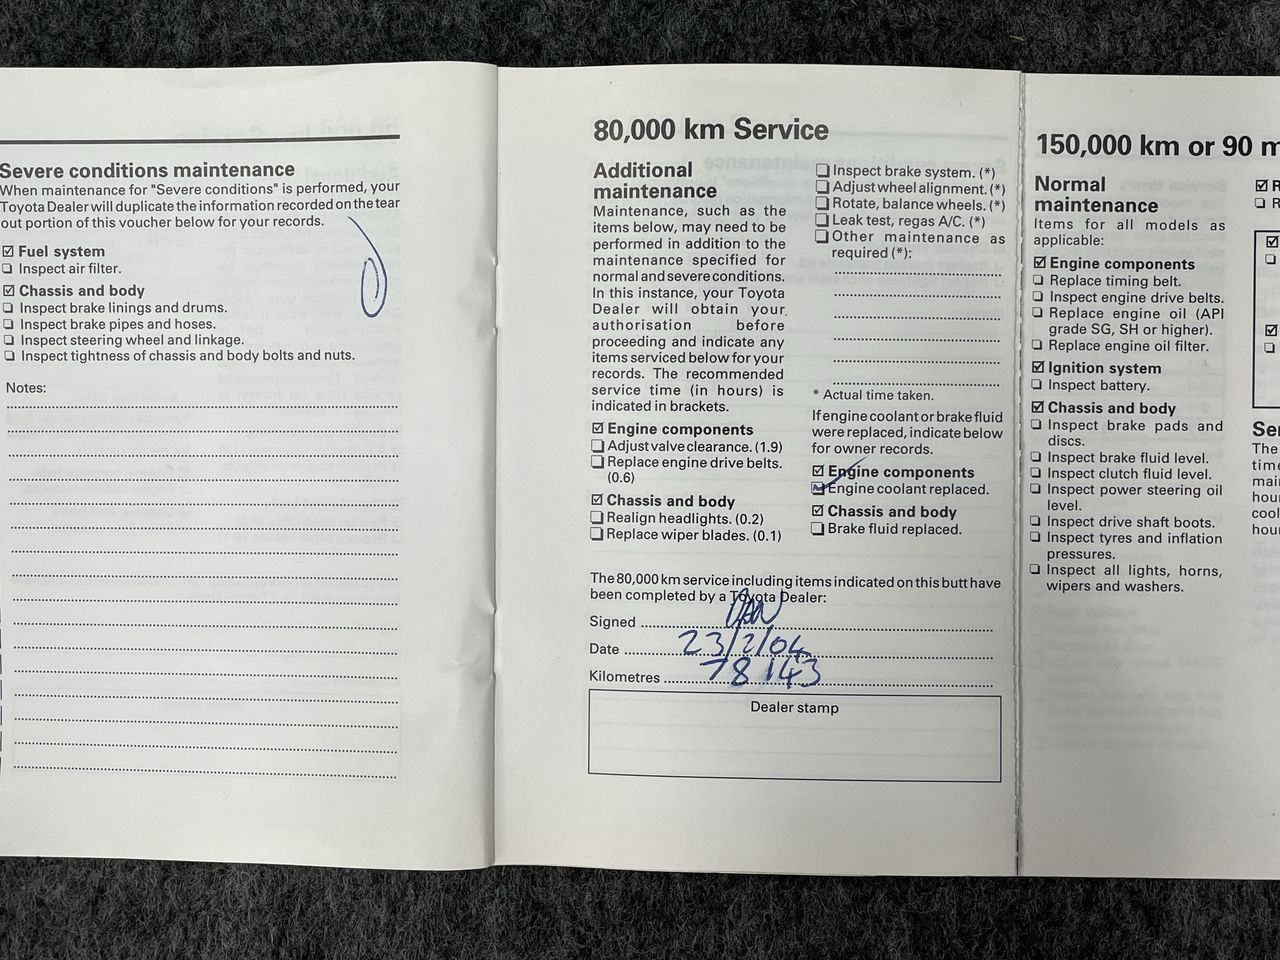 Severe conditions maintenance
When maintenance for "Severe conditions" is performed, your
Toyota Dealer will duplicate the information recorded on the tear
out portion of this voucher below for your records.
☑ Fuel system
❏ Inspect air filter.
☑ Chassis and body
❏ Inspect brake linings and drums.
❏ Inspect brake pipes and hoses.
❏ Inspect steering wheel and linkage.
❏ Inspect tightness of chassis and body bolts and nuts.
Notes:
80,000 km Service
Additional
maintenance
Maintenance, such as the
items below, may need to be
performed in addition to the
maintenance specified for
normal and severe conditions.
In this instance, your Toyota
Dealer will obtain your
authorisation before
proceeding and indicate any
items serviced below for your
records. The recommended
service time (in hours) is
indicated in brackets.
☑ Engine components
❏ Adjust valve clearance. (1.9)
❏ Replace engine drive belts.
(0.6)
☑ Chassis and body
❏ Realign headlights. (0.2)
❏ Replace wiper blades. (0.1)
❏ Inspect brake system. (*)
❏ Adjust wheel alignment. (*)
❏ Rotate, balance wheels. (*)
❏ Leak test, regas A/C. (*)
❏ Other maintenance as
required (*):
* Actual time taken.
If engine coolant or brake fluid
were replaced, indicate below
for owner records.
☑ Engine components
☑ Engine coolant replaced.
☑ Chassis and body
❏ Brake fluid replaced.
The 80,000 km service including items indicated on this butt have
been completed by a Toyota Dealer:
Signed
Date 23/2/04
Kilometres 78143
Dealer stamp
150,000 km or 90 m
Normal
maintenance
Items for all models as
applicable:
☑ Engine components
❏ Replace timing belt.
❏ Inspect engine drive belts.
❏ Replace engine oil (API
grade SG, SH or higher).
❏ Replace engine oil filter.
☑ Ignition system
❏ Inspect battery.
☑ Chassis and body
❏ Inspect brake pads and
discs.
❏ Inspect brake fluid level.
❏ Inspect clutch fluid level.
❏ Inspect power steering oil
level.
❏ Inspect drive shaft boots.
❏ Inspect tyres and inflation
pressures.
❏ Inspect all lights, horns,
wipers and washers.
☑ R
❏ R
Ser
The
time
main
hour
cool
hour